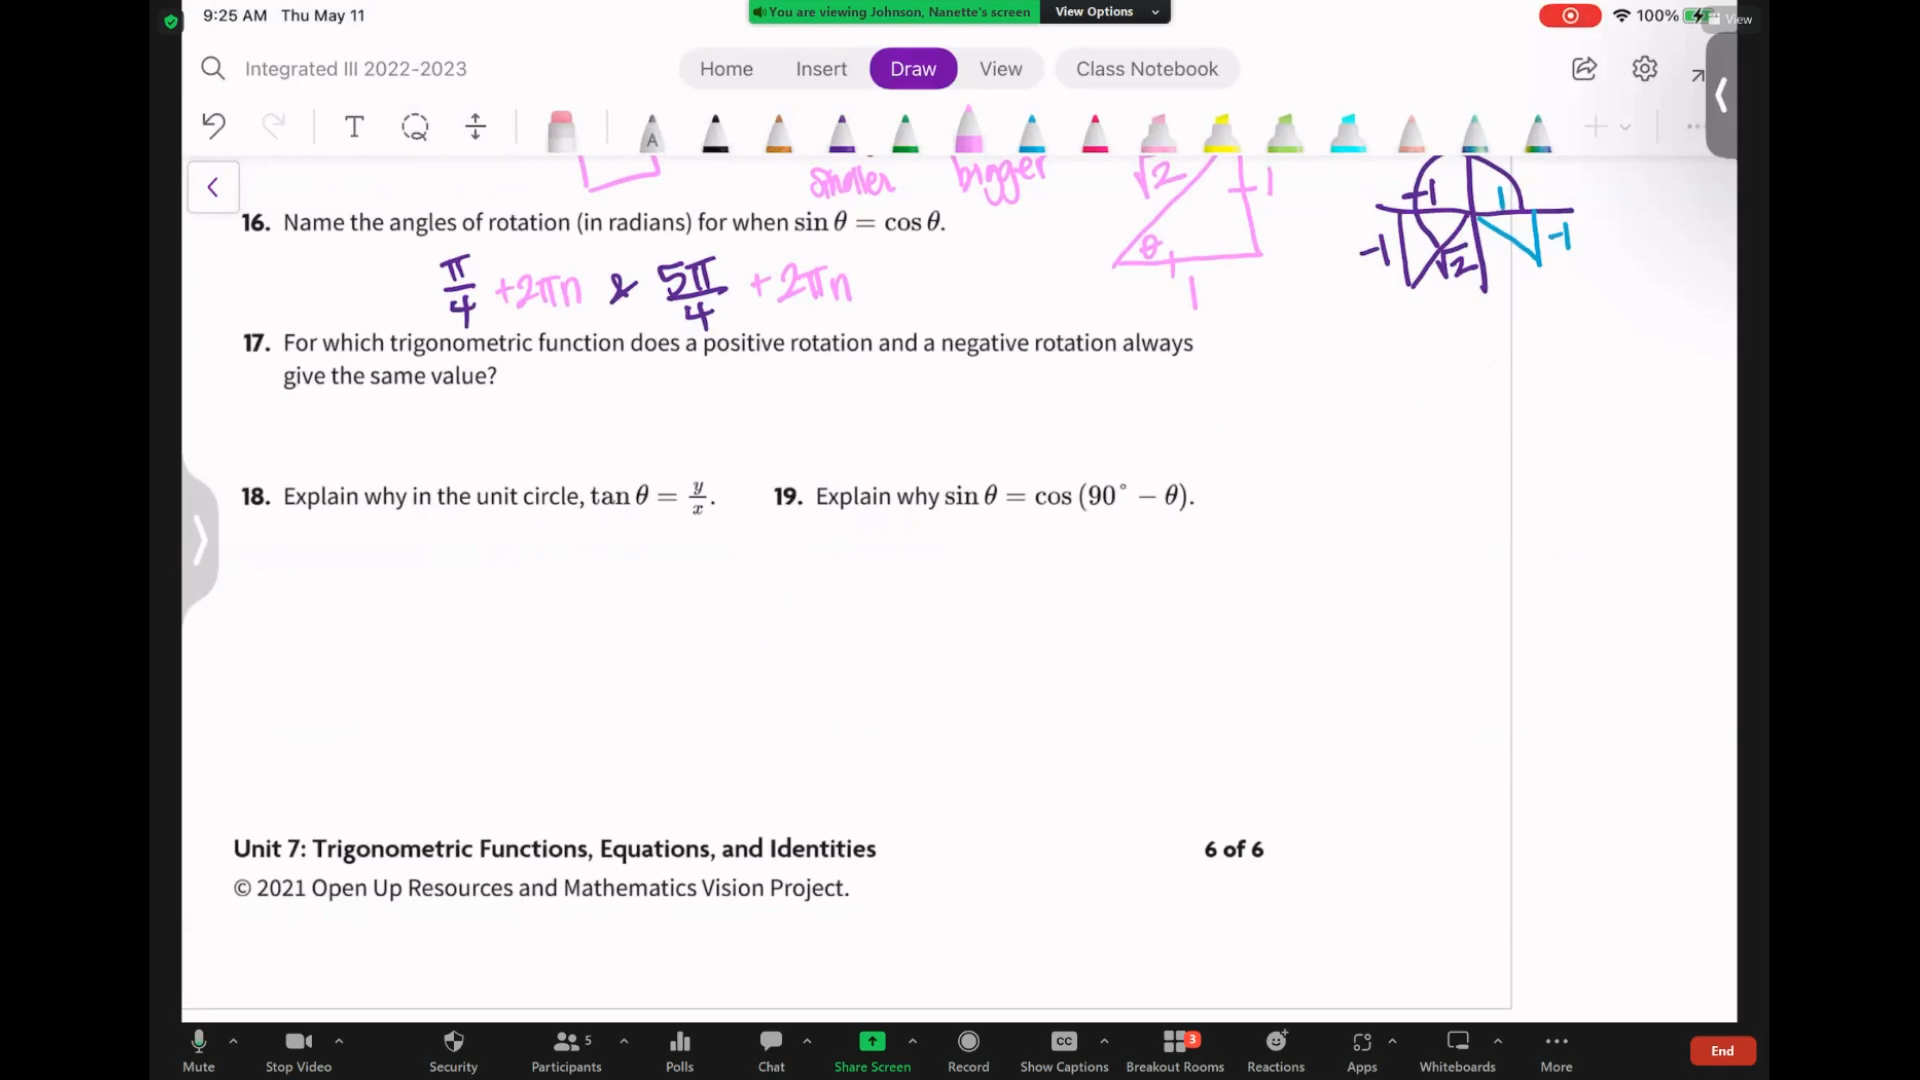 9:25 AM Thu May 11
You are viewing Johnson, Nanette's screen View Options
100% View
Integrated III 2022-2023
Home Insert Draw View Class Notebook
T A
smaller bigger √2 1
-1 1
16. Name the angles of rotation (in radians) for when sin θ = cos θ.
π/4 +2πn & 5π/4 +2πn
θ 1
-1 √2 -1
17. For which trigonometric function does a positive rotation and a negative rotation always
give the same value?
18. Explain why in the unit circle, tan θ = y/x.
19. Explain why sin θ = cos (90° − θ).
Unit 7: Trigonometric Functions, Equations, and Identities 6 of 6
© 2021 Open Up Resources and Mathematics Vision Project.
5 CC 3
Mute Stop Video Security Participants Polls Chat Share Screen Record Show Captions Breakout Rooms Reactions Apps Whiteboards More End